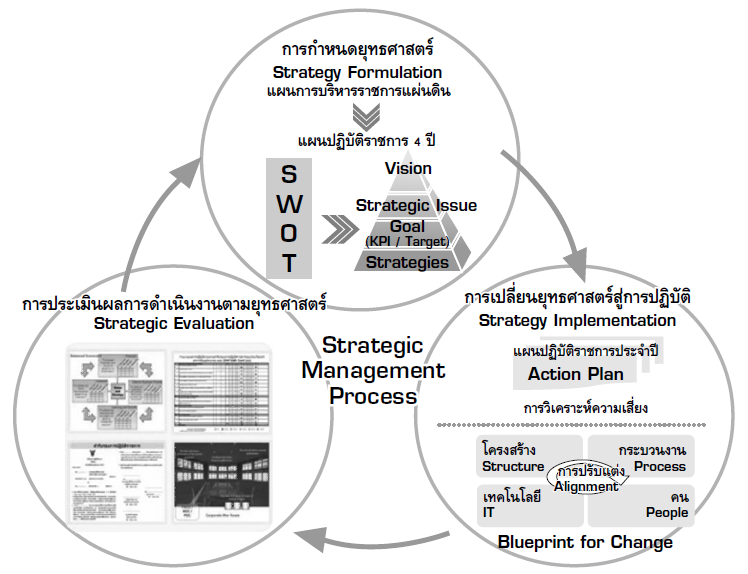 การกำหนดยุทธศาสตร์
Strategy Formulation
แผนการบริหารราชการแผ่นดิน
แผนปฏิบัติราชการ 4 ปี
S
W
O
T
Vision
Strategic Issue
Goal
(KPI / Target)
Strategies
การประเมินผลการดำเนินงานตามยุทธศาสตร์
Strategic Evaluation
Strategic
Management
Process
การเปลี่ยนยุทธศาสตร์สู่การปฏิบัติ
Strategy Implementation
แผนปฏิบัติราชการประจำปี
Action Plan
การวิเคราะห์ความเสี่ยง
โครงสร้าง
Structure
กระบวนงาน
Process
การปรับแต่ง
Alignment
เทคโนโลยี
IT
คน
People
Blueprint for Change